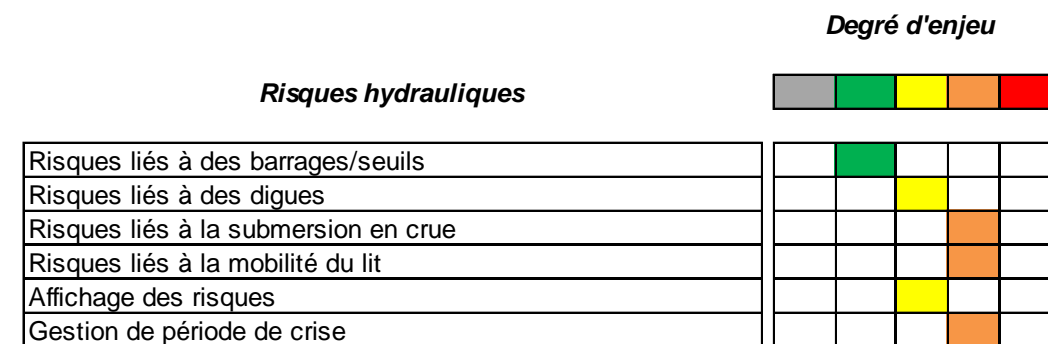 Degré d'enjeu
Risques hydrauliques
Risques liés à des barrages/seuils
Risques liés à des digues
Risques liés à la submersion en crue
Risques liés à la mobilité du lit
Affichage des risques
Gestion de période de crise